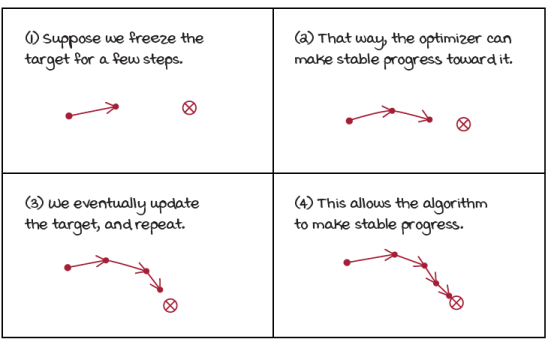 (1) Suppose we freeze the
target for a few steps.
(2) That way, the optimizer can
make stable progress toward it.
(3) We eventually update
the target, and repeat.
(4) This allows the algorithm
to make stable progress.